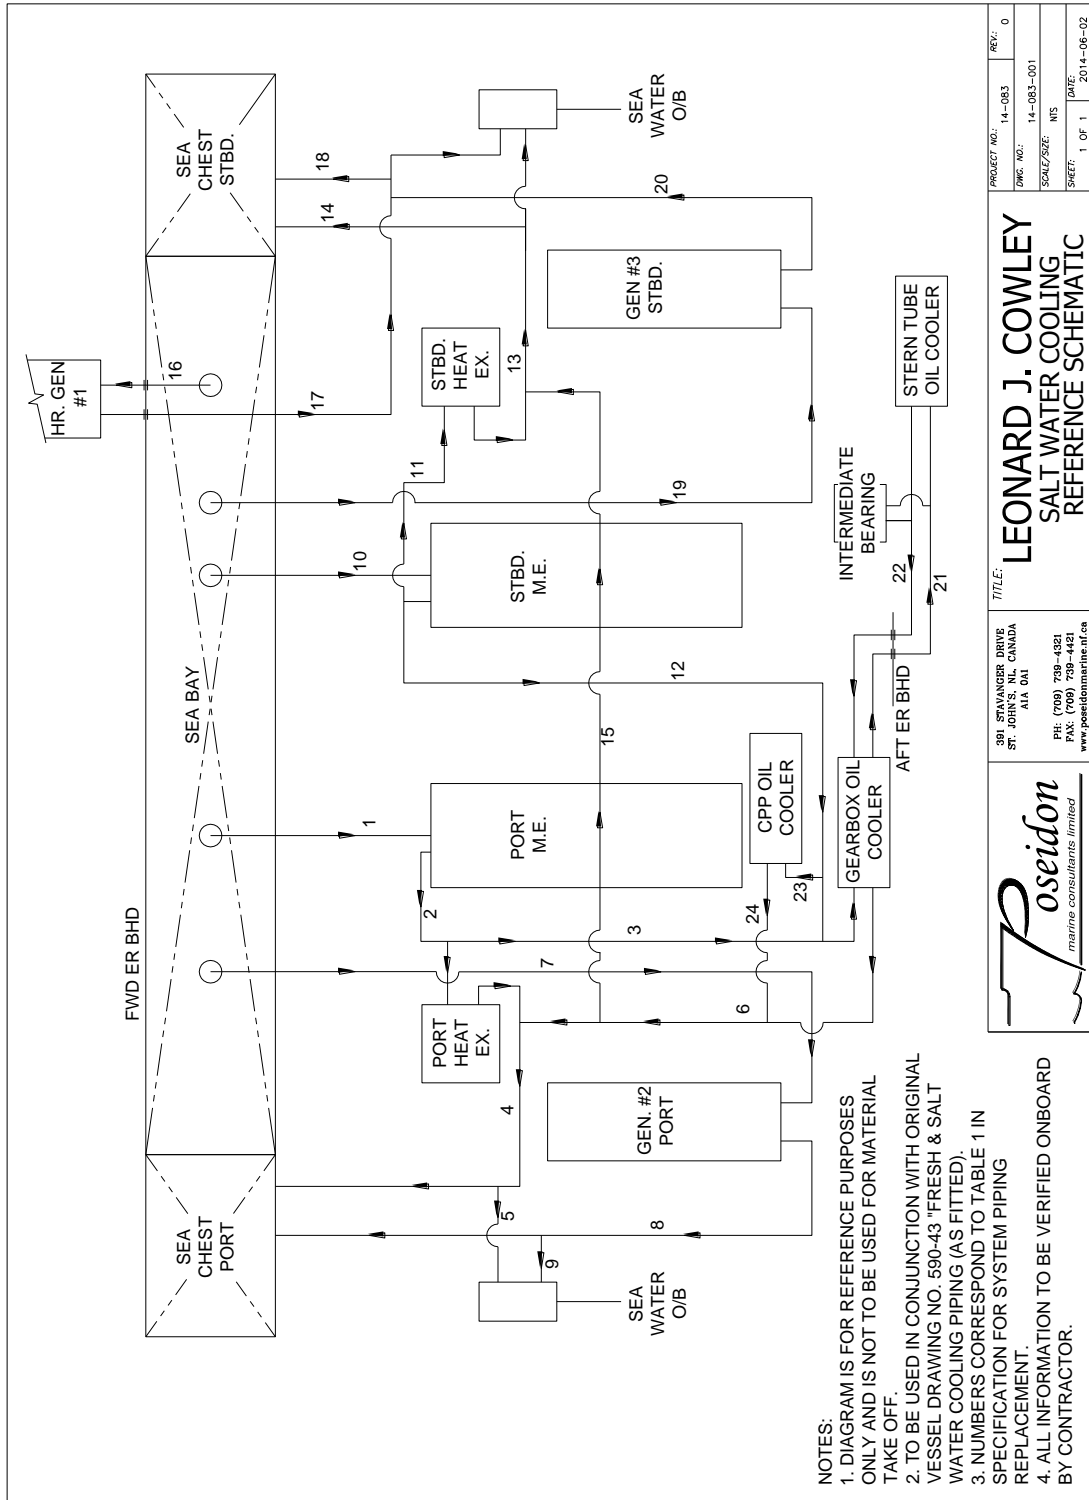 FWD ER BHD
SEA
CHEST
PORT
SEA BAY
SEA
CHEST
STBD.
HR. GEN
#1
16
17
18
14
20
19
10
1
11
12
13
15
2
3
4
5
6
7
8
9
24
23
22
21
PORT
HEAT
EX.
PORT
M.E.
STBD.
M.E.
STBD.
HEAT
EX.
GEN. #2
PORT
GEN #3
STBD.
CPP OIL
COOLER
GEARBOX OIL
COOLER
AFT ER BHD
INTERMEDIATE
BEARING
STERN TUBE
OIL COOLER
SEA
WATER
O/B
SEA
WATER
O/B
NOTES:
1. DIAGRAM IS FOR REFERENCE PURPOSES
ONLY AND IS NOT TO BE USED FOR MATERIAL
TAKE OFF.
2. TO BE USED IN CONJUNCTION WITH ORIGINAL
VESSEL DRAWING NO. 590-43 "FRESH & SALT
WATER COOLING PIPING (AS FITTED).
3. NUMBERS CORRESPOND TO TABLE 1 IN
SPECIFICATION FOR SYSTEM PIPING
REPLACEMENT.
4. ALL INFORMATION TO BE VERIFIED ONBOARD
BY CONTRACTOR.
Poseidon
marine consultants limited
391 STAVANGER DRIVE
ST. JOHN'S, NL, CANADA
A1A 0A1
PH: (709) 739-4321
FAX: (709) 739-4421
www.poseidonmarine.nf.ca
TITLE:
LEONARD J. COWLEY
SALT WATER COOLING
REFERENCE SCHEMATIC
PROJECT NO.: 14-083
REV.: 0
DWG. NO.: 14-083-001
SCALE/SIZE: NTS
SHEET: 1 OF 1
DATE: 2014-06-02